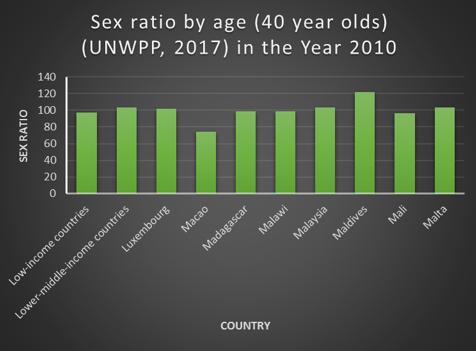 Sex ratio by age (40 year olds)
(UNWPP, 2017) in the Year 2010
SEX RATIO
140
120
100
80
60
40
20
0
Low-income countries
Lower-middle-income countries
Luxembourg
Macao
Madagascar
Malawi
Malaysia
Maldives
Mali
Malta
COUNTRY